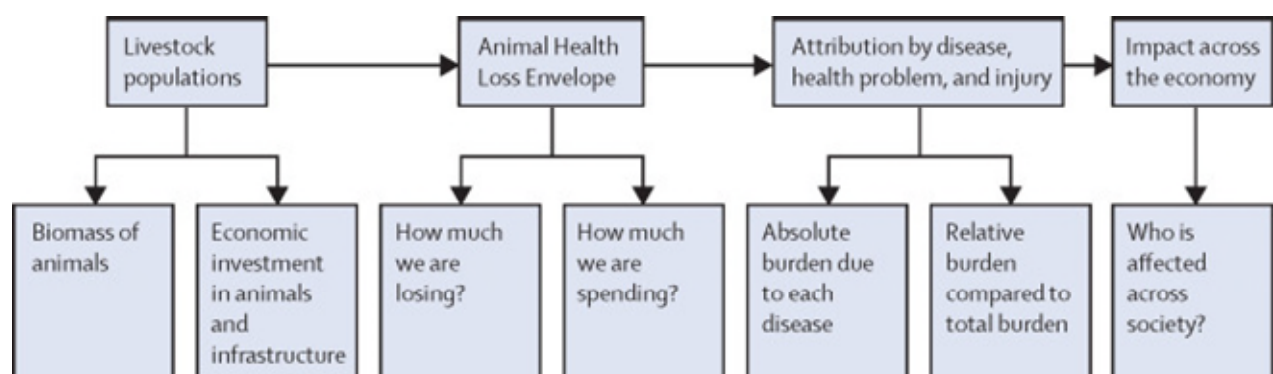 Livestock
populations
Animal Health
Loss Envelope
Attribution by disease,
health problem, and injury
Impact across
the economy
Biomass of
animals
Economic
investment
in animals
and
infrastructure
How much
we are
losing?
How much
we are
spending?
Absolute
burden due
to each
disease
Relative
burden
compared to
total burden
Who is
affected
across
society?